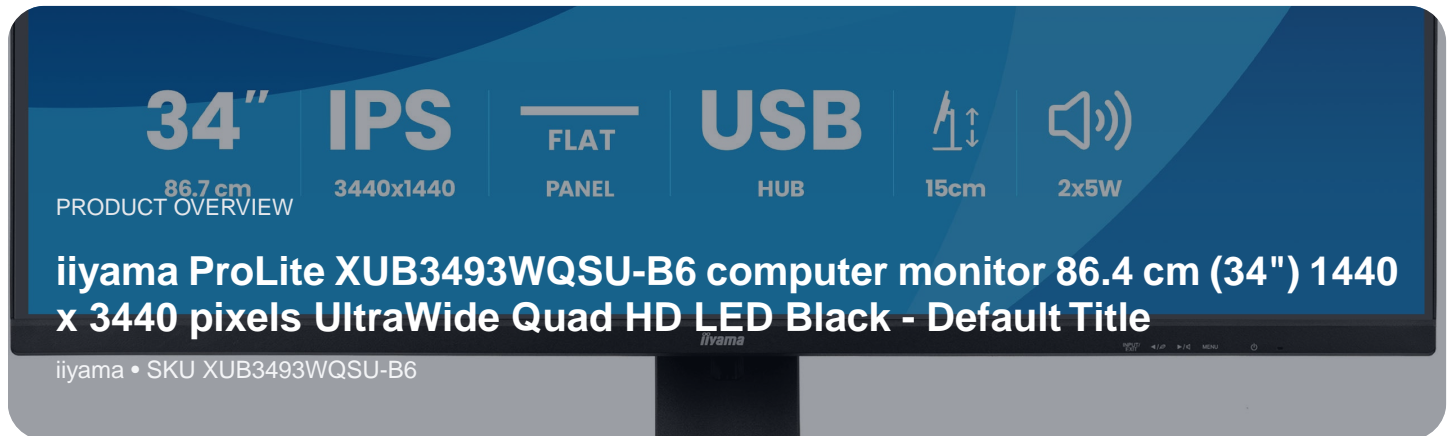 34"
86.7 cm
IPS
3440x1440
FLAT
PANEL
USB
HUB
15cm
2x5W
PRODUCT OVERVIEW
iiyama ProLite XUB3493WQSU-B6 computer monitor 86.4 cm (34") 1440
x 3440 pixels UltraWide Quad HD LED Black - Default Title
iiyama
INPUT/
EXIT
MENU
iiyama • SKU XUB3493WQSU-B6